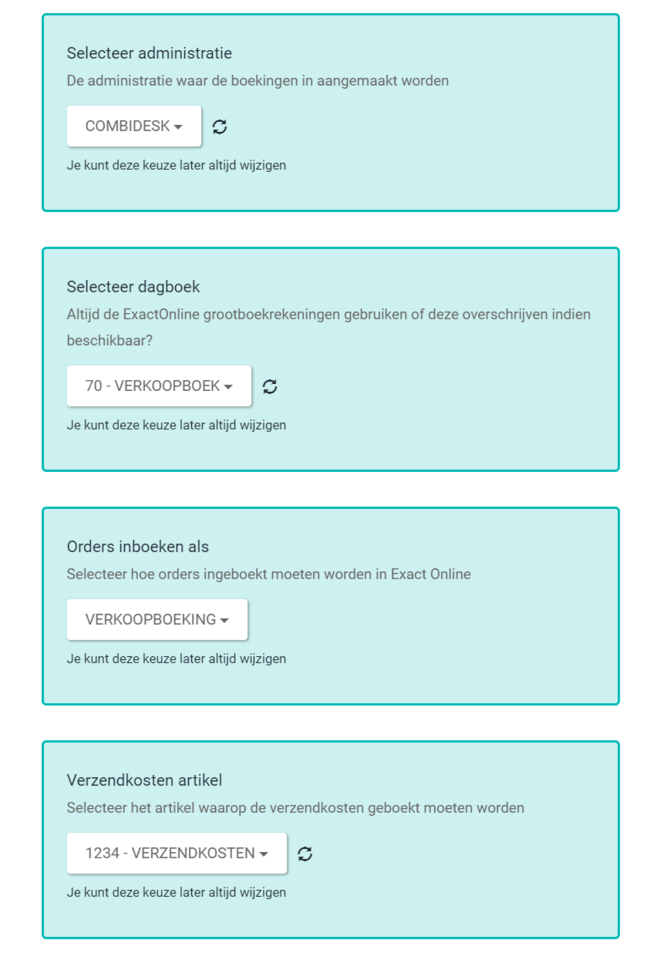 Selecteer administratie
De administratie waar de boekingen in aangemaakt worden
COMBIDESK
Je kunt deze keuze later altijd wijzigen
Selecteer dagboek
Altijd de ExactOnline grootboekrekeningen gebruiken of deze overschrijven indien
beschikbaar?
70 - VERKOOPBOEK
Je kunt deze keuze later altijd wijzigen
Orders inboeken als
Selecteer hoe orders ingeboekt moeten worden in Exact Online
VERKOOPBOEKING
Je kunt deze keuze later altijd wijzigen
Verzendkosten artikel
Selecteer het artikel waarop de verzendkosten geboekt moeten worden
1234 - VERZENDKOSTEN
Je kunt deze keuze later altijd wijzigen